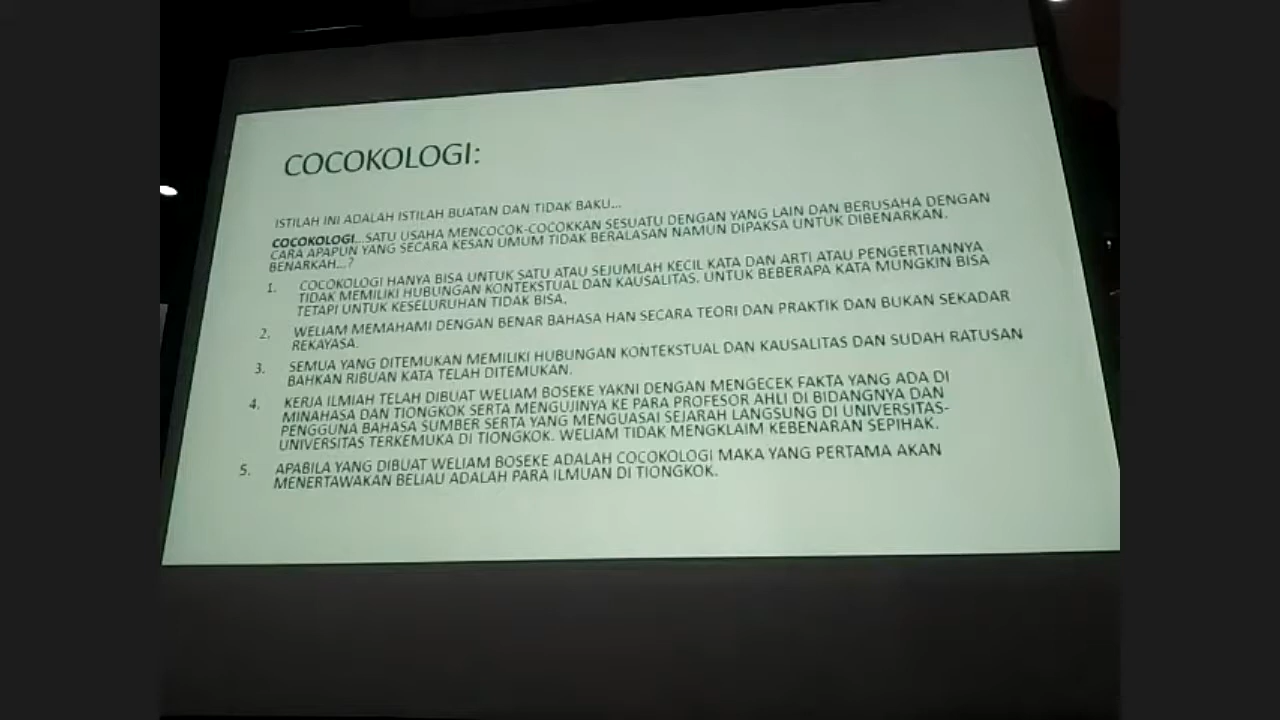 COCOKOLOGI:
ISTILAH INI ADALAH ISTILAH BUATAN DAN TIDAK BAKU...
COCOKOLOGI...SATU USAHA MENCOCOK-COCOKKAN SESUATU DENGAN YANG LAIN DAN BERUSAHA DENGAN
CARA APAPUN YANG SECARA KESAN UMUM TIDAK BERALASAN NAMUN DIPAKSA UNTUK DIBENARKAN.
BENARKAH...?
1. COCOKOLOGI HANYA BISA UNTUK SATU ATAU SEJUMLAH KECIL KATA DAN ARTI ATAU PENGERTIANNYA
TIDAK MEMILIKI HUBUNGAN KONTEKSTUAL DAN KAUSALITAS. UNTUK BEBERAPA KATA MUNGKIN BISA
TETAPI UNTUK KESELURUHAN TIDAK BISA.
2. WELIAM MEMAHAMI DENGAN BENAR BAHASA HAN SECARA TEORI DAN PRAKTIK DAN BUKAN SEKADAR
REKAYASA.
3. SEMUA YANG DITEMUKAN MEMILIKI HUBUNGAN KONTEKSTUAL DAN KAUSALITAS DAN SUDAH RATUSAN
BAHKAN RIBUAN KATA TELAH DITEMUKAN.
4. KERJA ILMIAH TELAH DIBUAT WELIAM BOSEKE YAKNI DENGAN MENGECEK FAKTA YANG ADA DI
MINAHASA DAN TIONGKOK SERTA MENGUJINYA KE PARA PROFESOR AHLI DI BIDANGNYA DAN
PENGGUNA BAHASA SUMBER SERTA YANG MENGUASAI SEJARAH LANGSUNG DI UNIVERSITAS-
UNIVERSITAS TERKEMUKA DI TIONGKOK. WELIAM TIDAK MENGKLAIM KEBENARAN SEPIHAK.
5. APABILA YANG DIBUAT WELIAM BOSEKE ADALAH COCOKOLOGI MAKA YANG PERTAMA AKAN
MENERTAWAKAN BELIAU ADALAH PARA ILMUAN DI TIONGKOK.